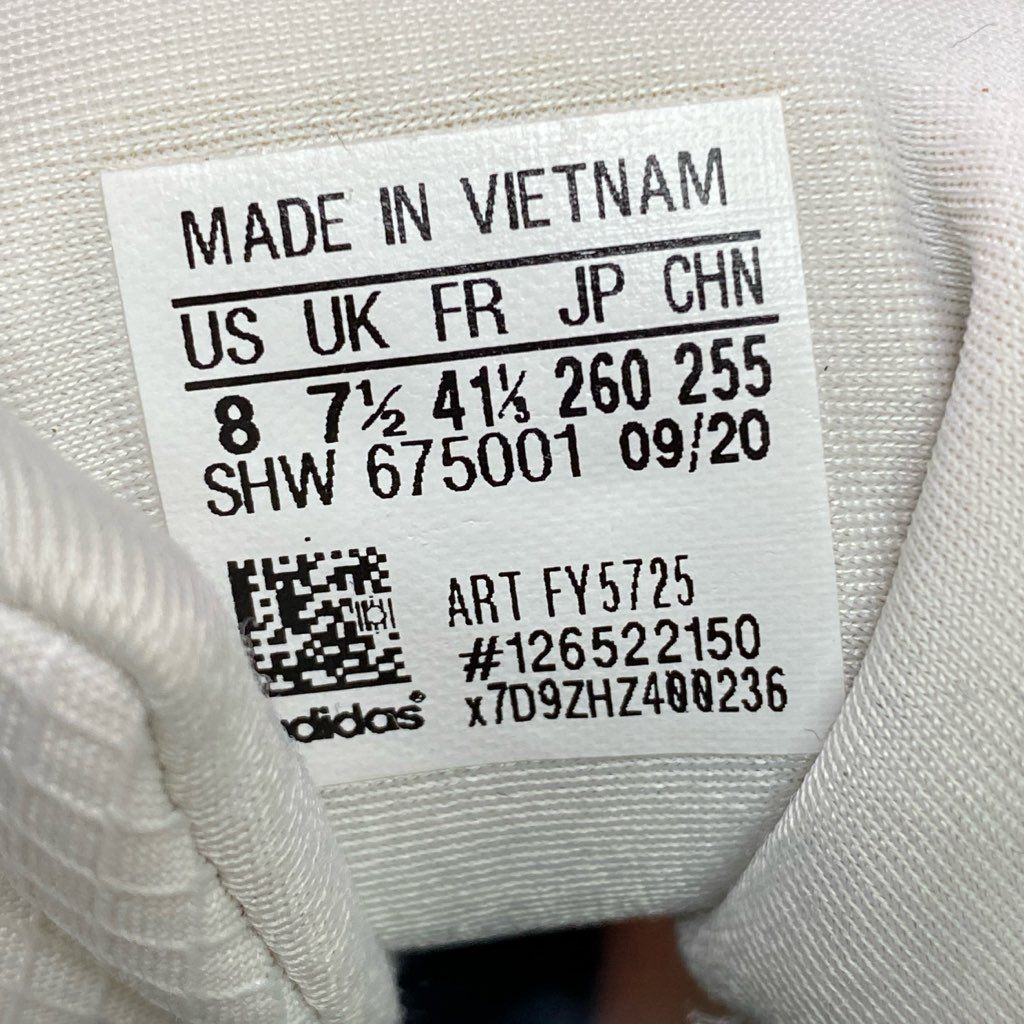 MADE IN VIETNAM
US UK FR JP CHN
8 7½ 41⅓ 260 255
SHW 675001 09/20
ART FY5725
#126522150
x7D9ZHZ400236
adidas®